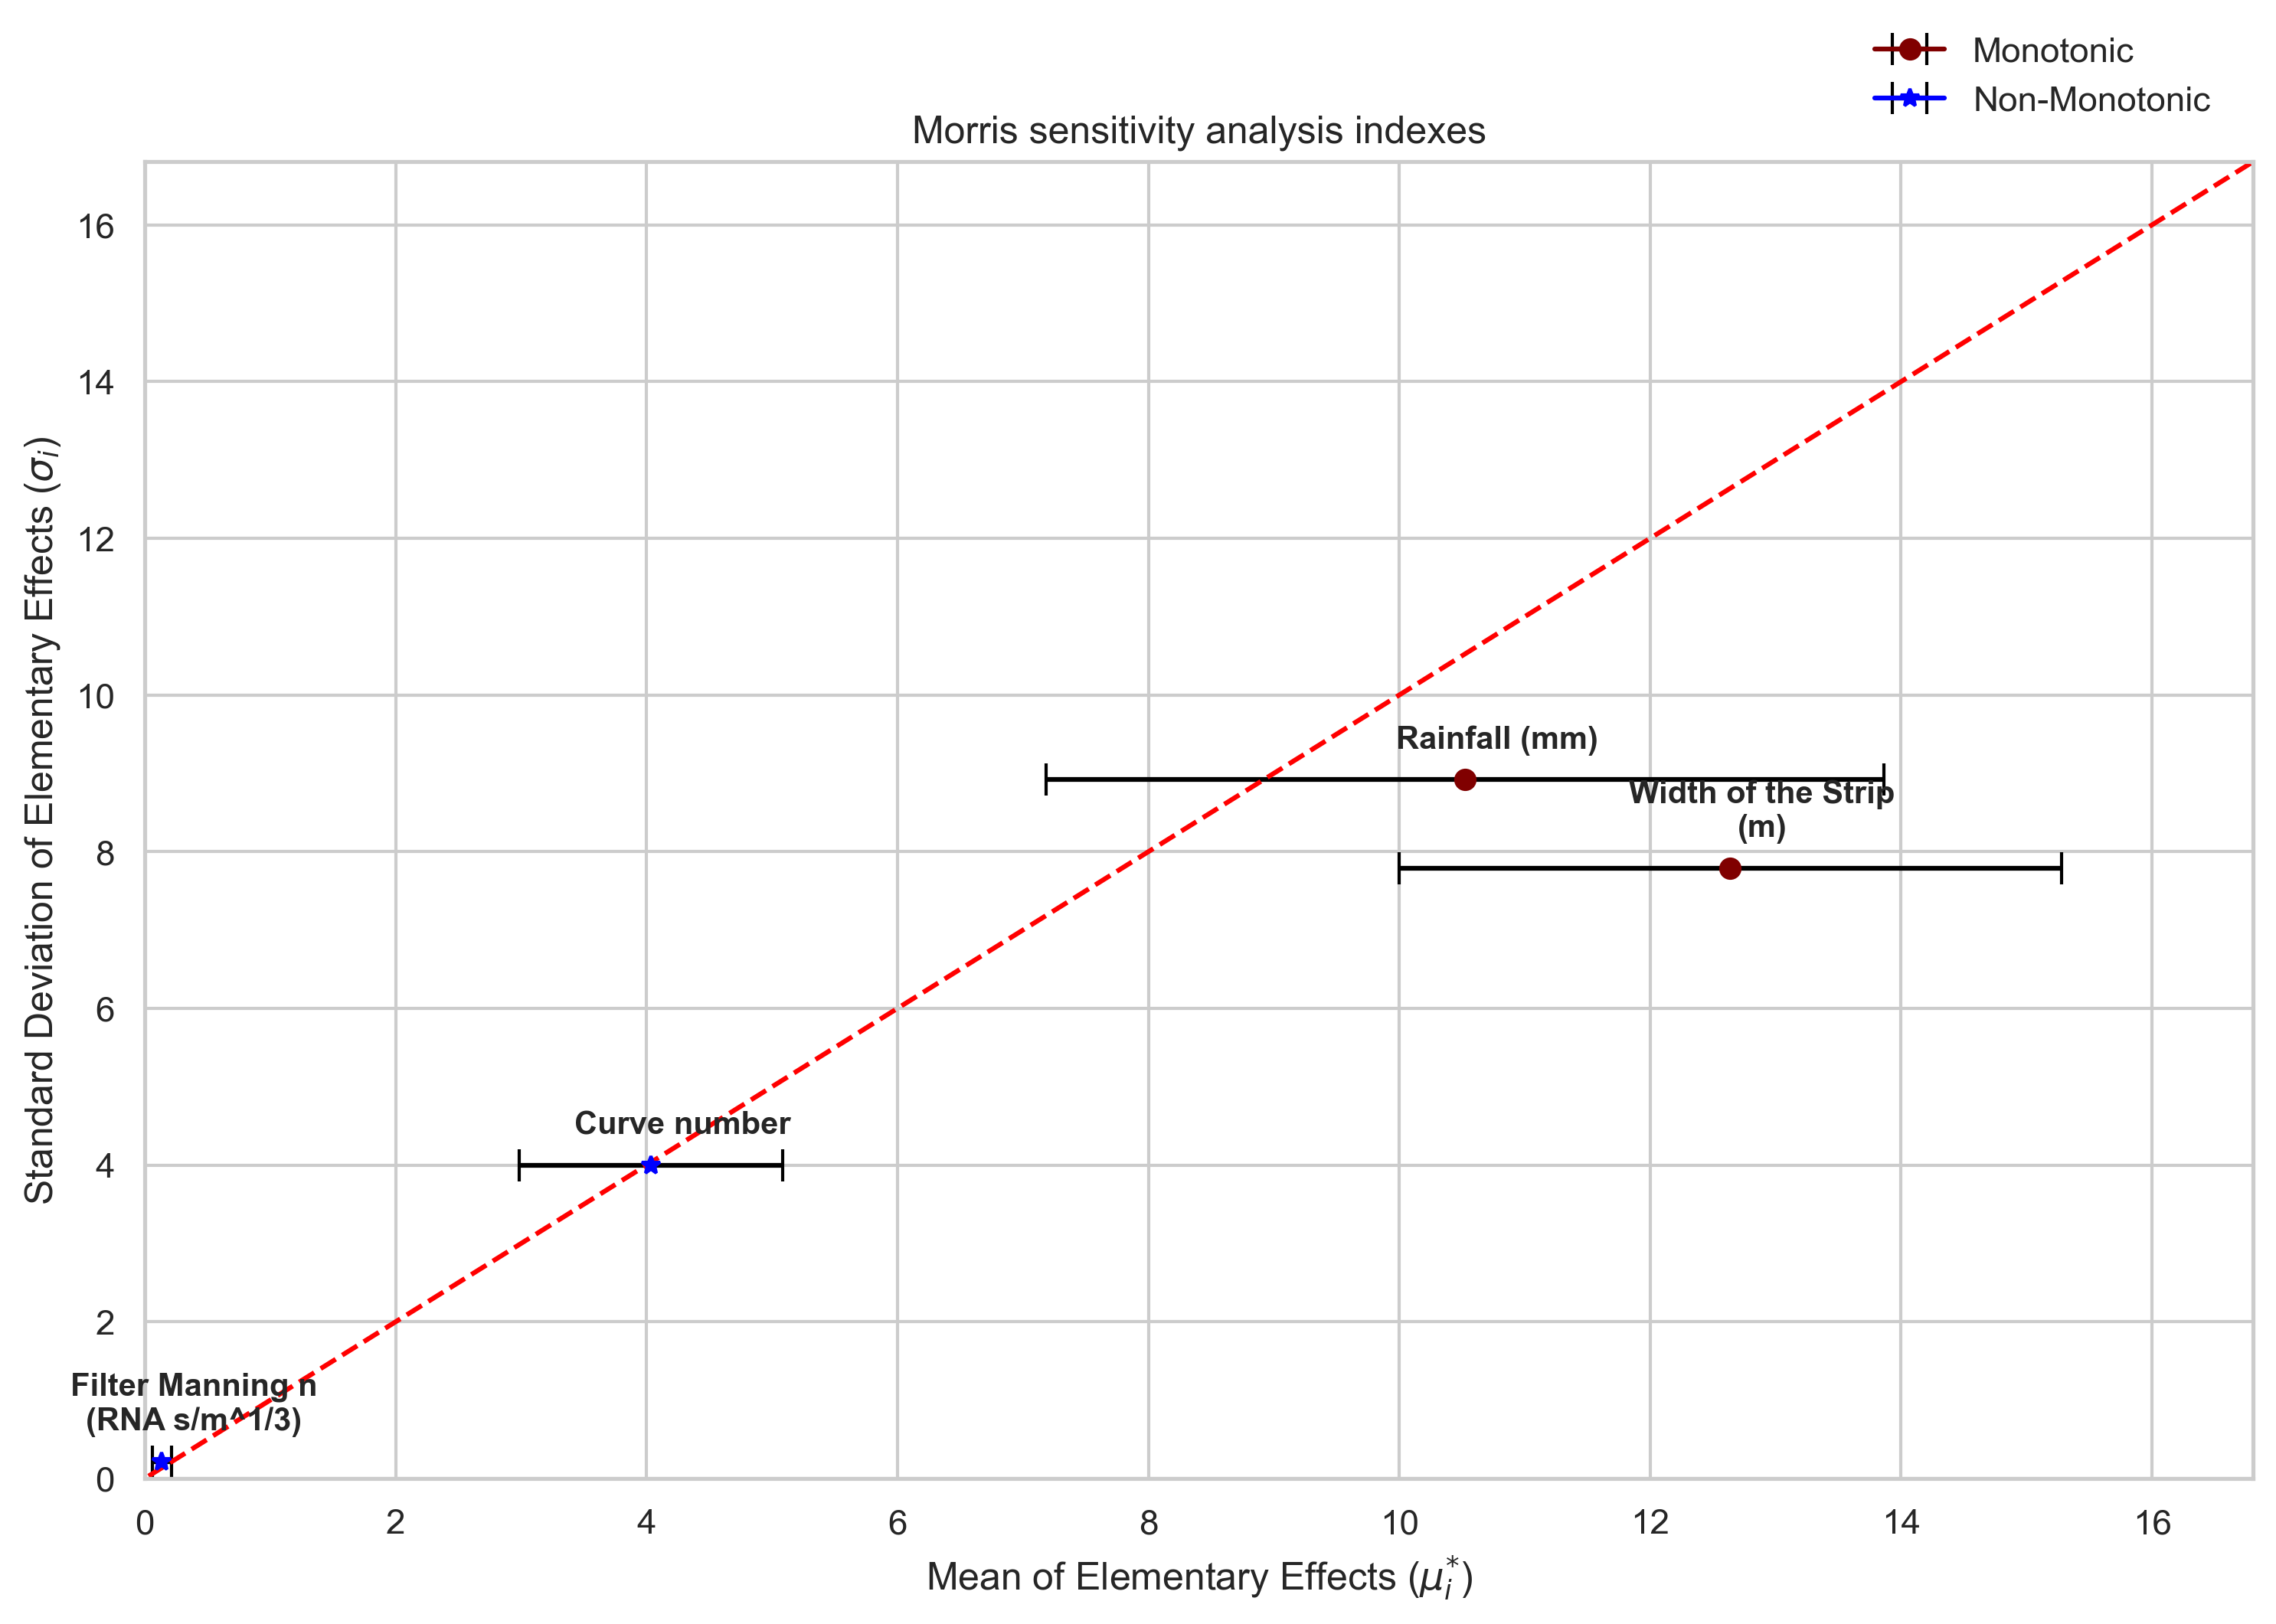 Monotonic
Non-Monotonic
Morris sensitivity analysis indexes
Standard Deviation of Elementary Effects (σ_i)
16
14
12
10
8
6
4
2
0
Rainfall (mm)
Width of the Strip
(m)
Curve number
Filter Manning n
(RNA s/m^1/3)
0 2 4 6 8 10 12 14 16
Mean of Elementary Effects (μ_i^*)